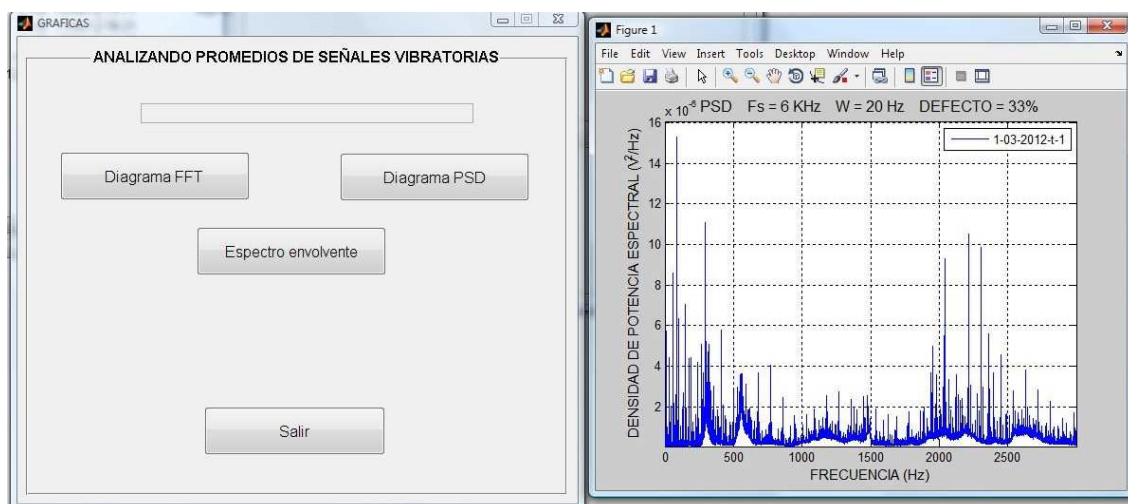 GRAFICAS
ANALIZANDO PROMEDIOS DE SEÑALES VIBRATORIAS
Diagrama FFT
Diagrama PSD
Espectro envolvente
Salir
Figure 1
File Edit View Insert Tools Desktop Window Help
x 10^-6 PSD Fs = 6 KHz W = 20 Hz DEFECTO = 33%
1-03-2012-t-1
DENSIDAD DE POTENCIA ESPECTRAL (V²/Hz)
16
14
12
10
8
6
4
2
0 500 1000 1500 2000 2500
FRECUENCIA (Hz)